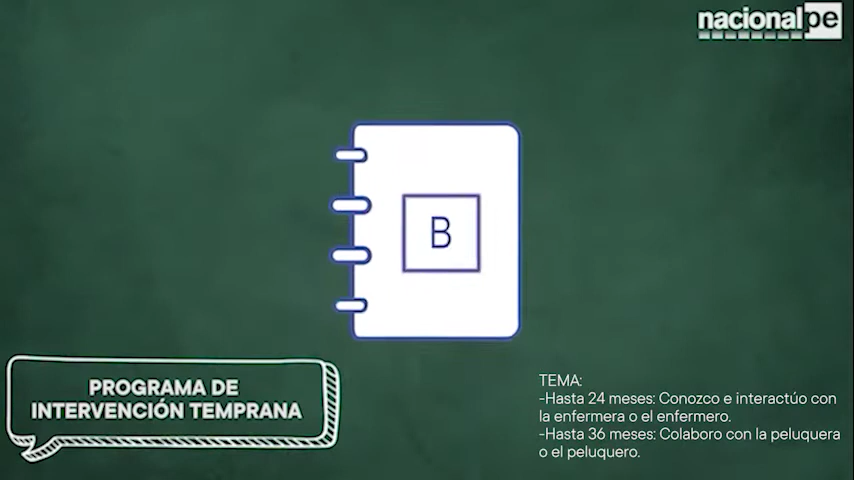 nacionalpe
B
PROGRAMA DE
INTERVENCIÓN TEMPRANA
TEMA:
-Hasta 24 meses: Conozco e interactúo con
la enfermera o el enfermero.
-Hasta 36 meses: Colaboro con la peluquera
o el peluquero.